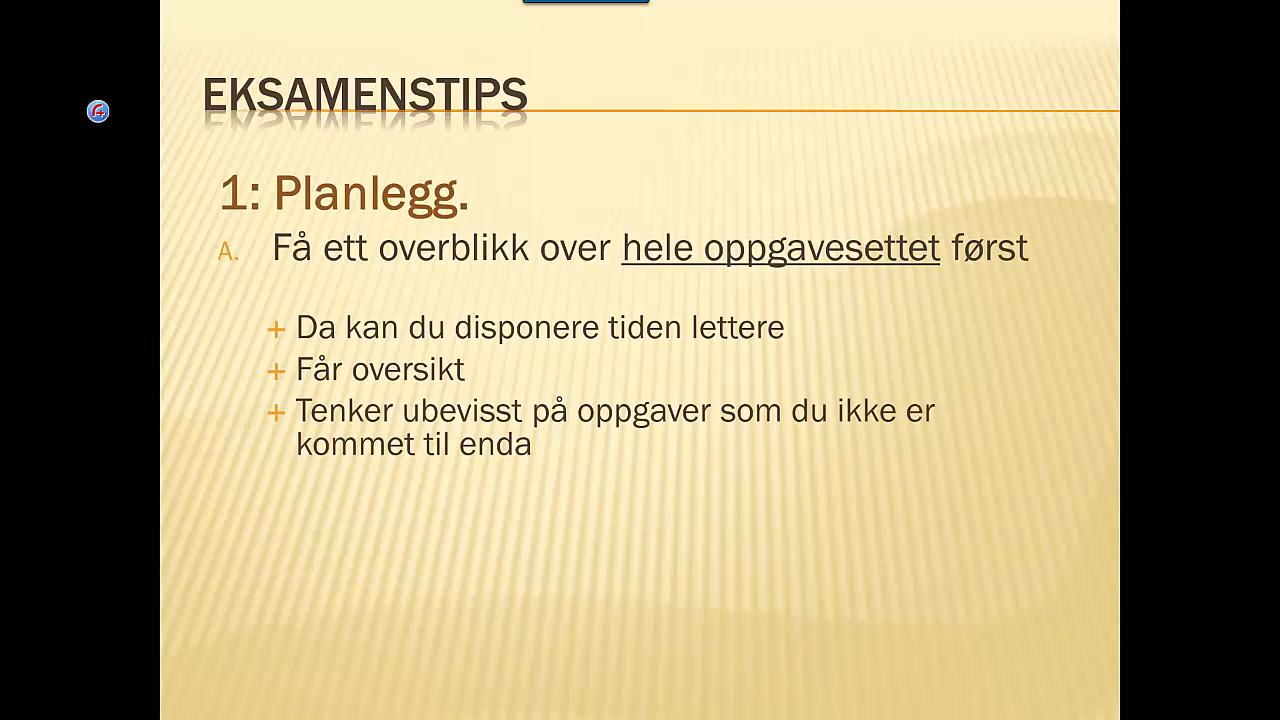 EKSAMENSTIPS
1: Planlegg.
A. Få ett overblikk over hele oppgavesettet først
+ Da kan du disponere tiden lettere
+ Får oversikt
+ Tenker ubevisst på oppgaver som du ikke er
kommet til enda